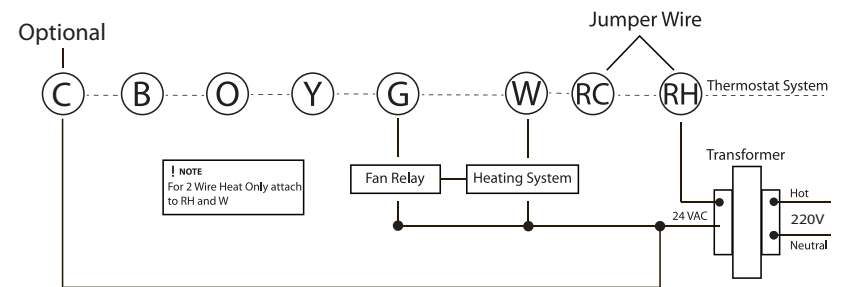 Jumper Wire
Optional
C B O Y G W RC RH
Thermostat System
Transformer
! NOTE
For 2 Wire Heat Only attach
to RH and W
Fan Relay
Heating System
Hot
24 VAC
220V
Neutral